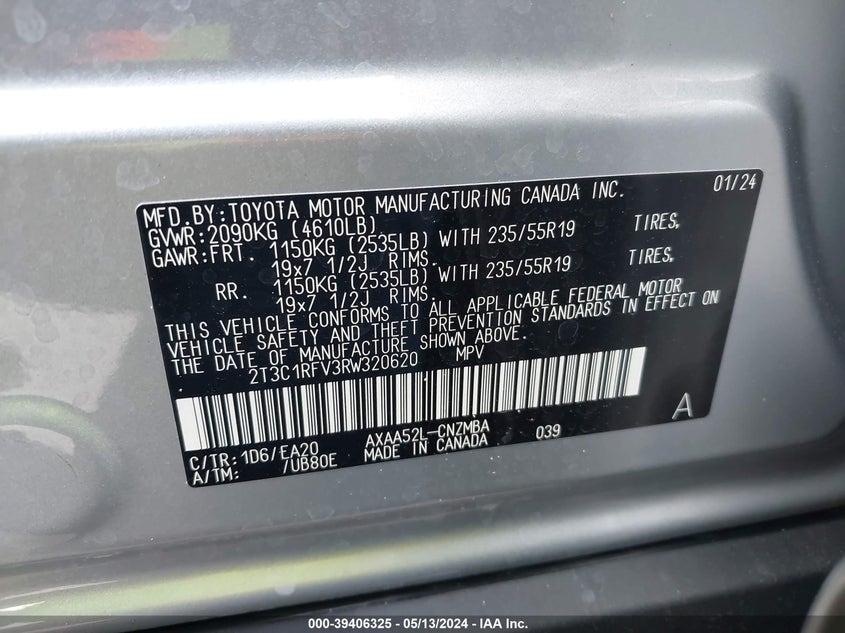 MFD.BY:TOYOTA MOTOR MANUFACTURING CANADA INC. 01/24
GVWR:2090KG (4610LB)
GAWR:FRT. 1150KG (2535LB) WITH 235/55R19 TIRES,
19x7 1/2J RIMS.
RR. 1150KG (2535LB) WITH 235/55R19 TIRES,
19x7 1/2J RIMS.
THIS VEHICLE CONFORMS TO ALL APPLICABLE FEDERAL MOTOR
VEHICLE SAFETY AND THEFT PREVENTION STANDARDS IN EFFECT ON
THE DATE OF MANUFACTURE SHOWN ABOVE.
2T3C1RFV3RW320620 MPV
A
C/TR:1D6/EA20 AXAA52L-CNZMBA 039
A/TM: /UB80E MADE IN CANADA
000-39406325 - 05/13/2024 - IAA Inc.